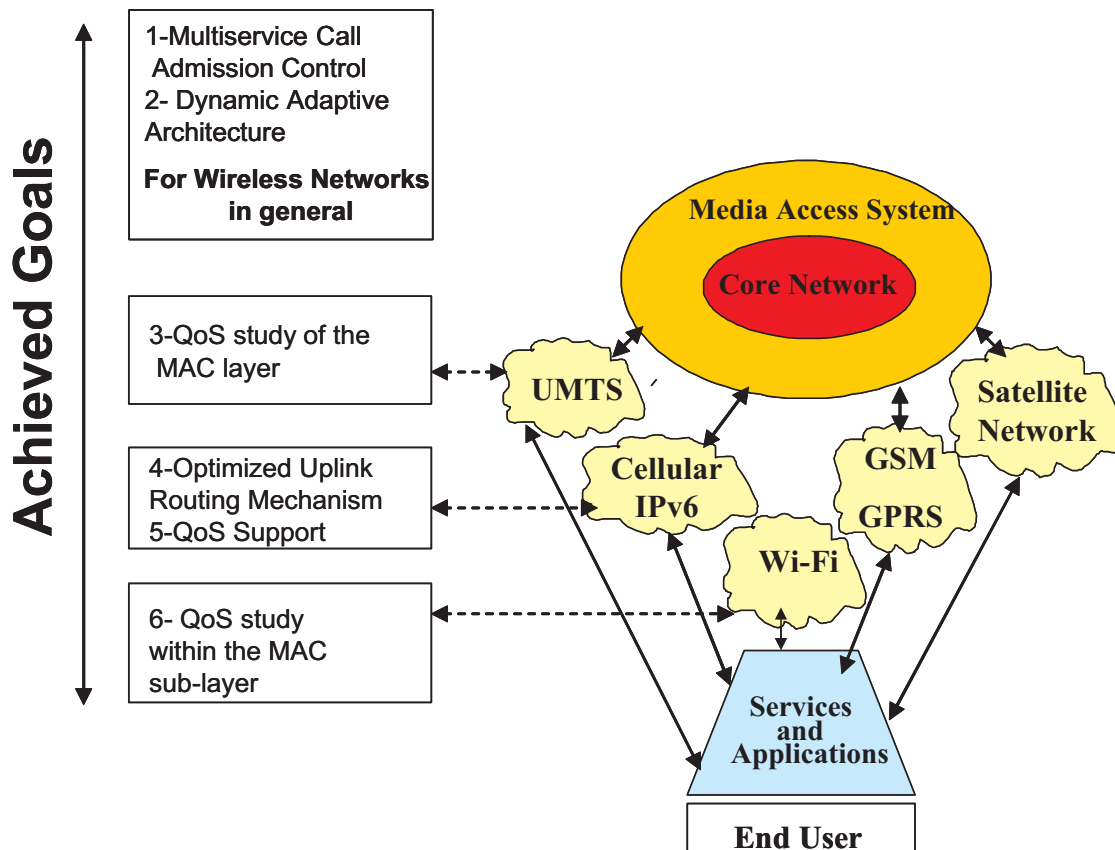 Achieved Goals
1-Multiservice Call
Admission Control
2- Dynamic Adaptive
Architecture
For Wireless Networks
in general
3-QoS study of the
MAC layer
4-Optimized Uplink
Routing Mechanism
5-QoS Support
6- QoS study
within the MAC
sub-layer
Media Access System
Core Network
UMTS
Cellular
IPv6
Wi-Fi
GSM
GPRS
Satellite
Network
Services
and
Applications
End User